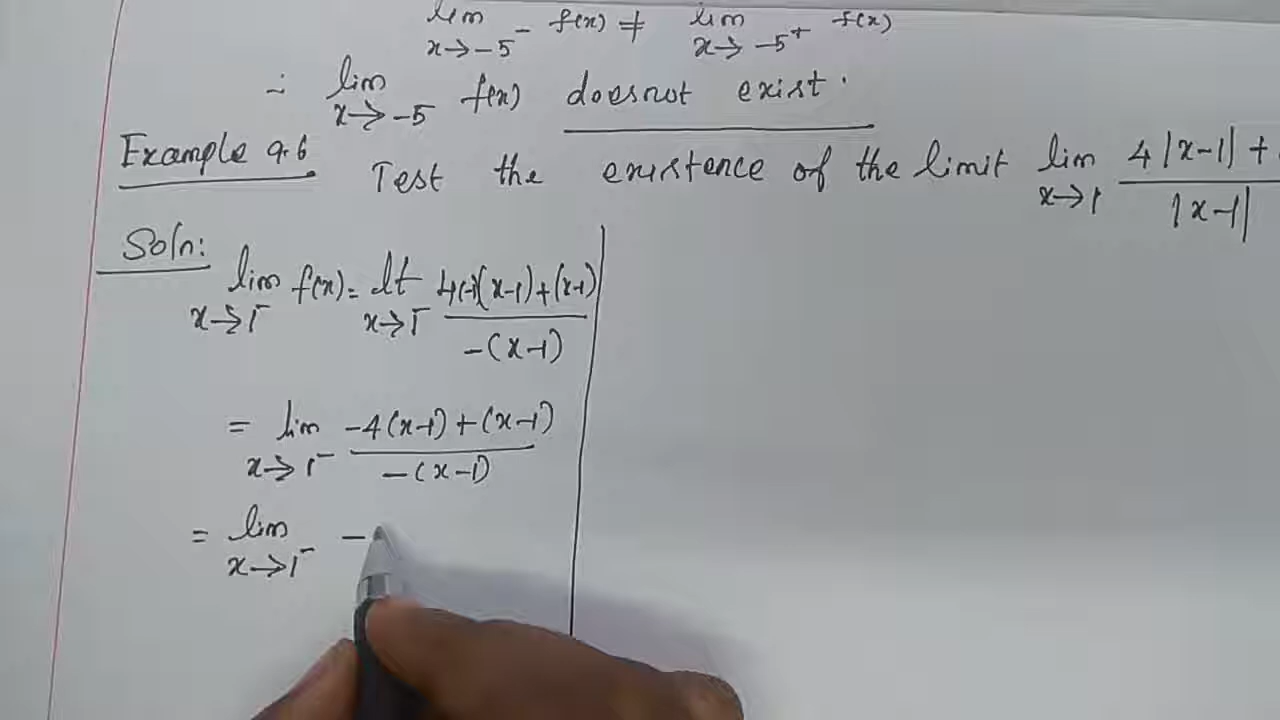 lim x→-5⁻ f(x) ≠ lim x→-5⁺ f(x)
∴ lim x→-5 f(x) doesnot exist.
Example 9.6 Test the existence of the limit lim x→1 4|x-1|+ / |x-1|
Soln:
lim x→1⁻ f(x) = lt x→1⁻ 4(-)(x-1)+(x-1) / -(x-1)
= lim x→1⁻ -4(x-1)+(x-1) / -(x-1)
= lim x→1⁻ -